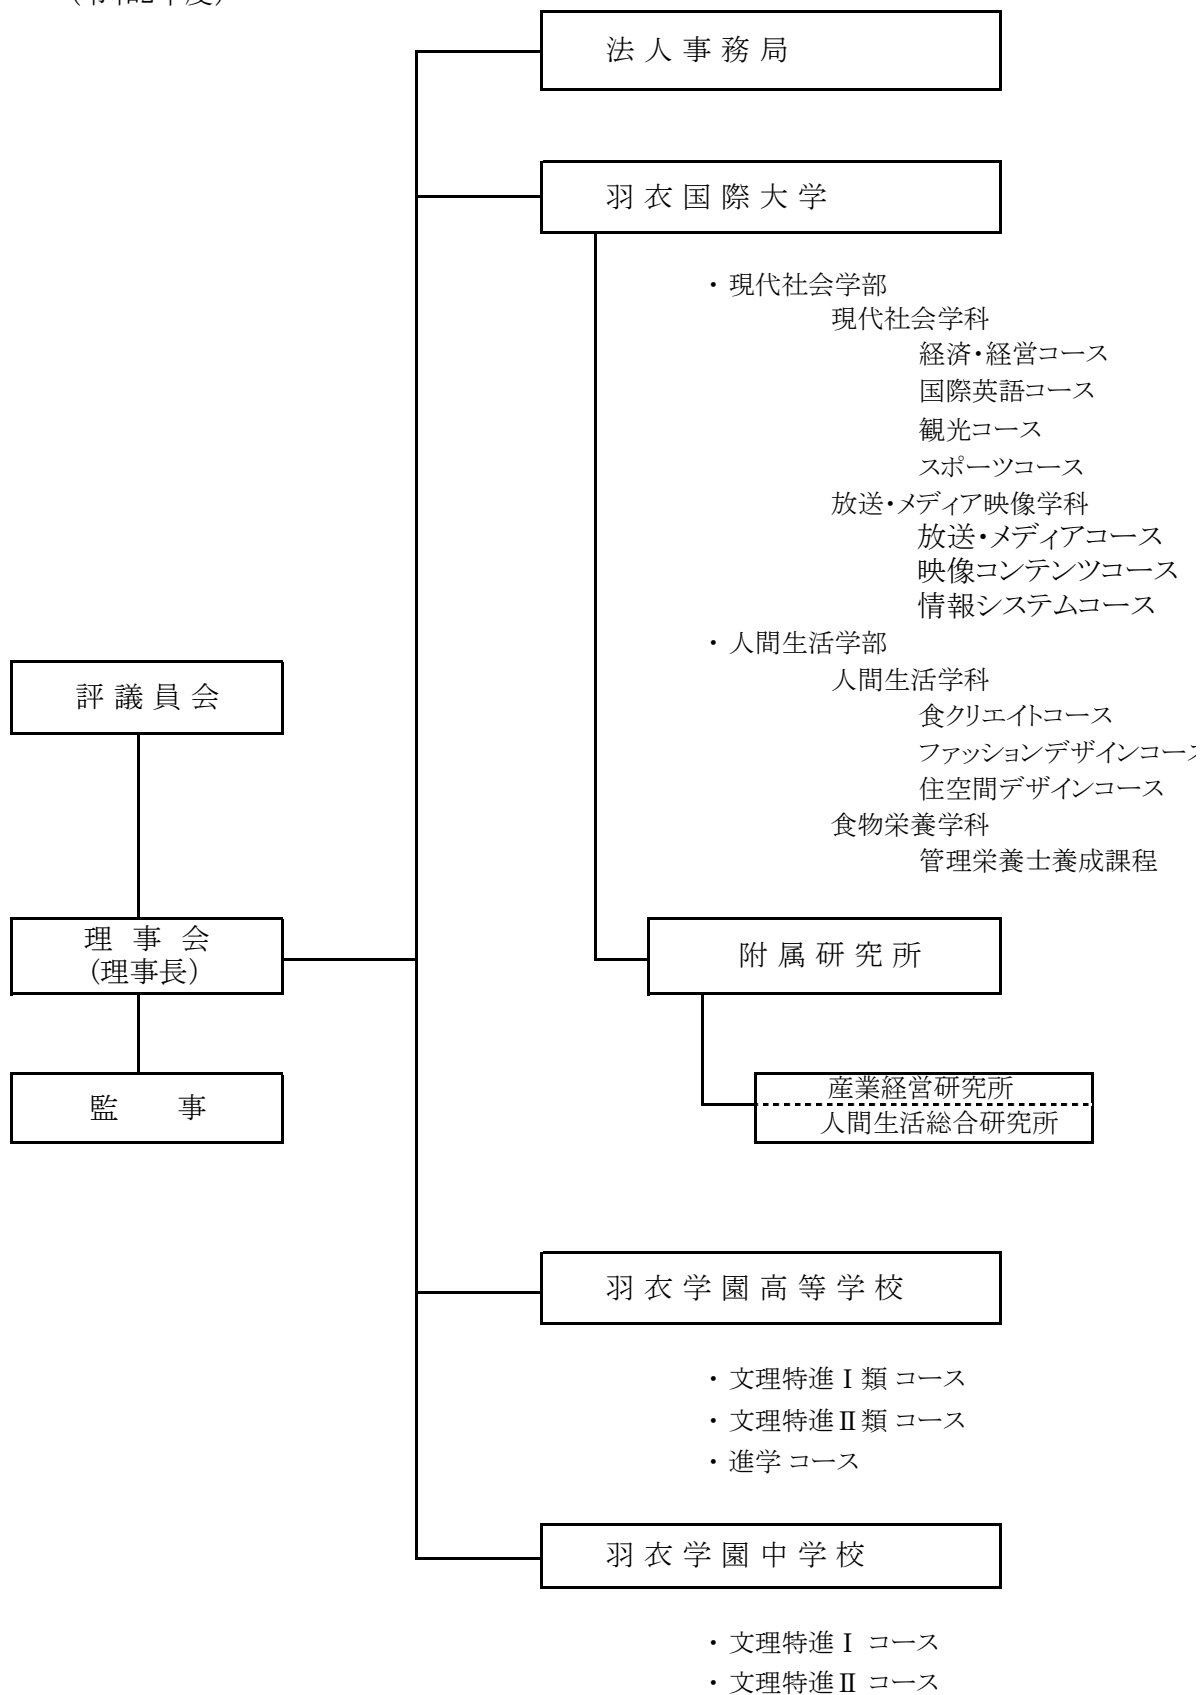 (令和2年度)
法人事務局
羽衣国際大学
・現代社会学部
現代社会学科
経済・経営コース
国際英語コース
観光コース
スポーツコース
放送・メディア映像学科
放送・メディアコース
映像コンテンツコース
情報システムコース
・人間生活学部
人間生活学科
食クリエイトコース
ファッションデザインコース
住空間デザインコース
食物栄養学科
管理栄養士養成課程
評議員会
理事会
(理事長)
監事
附属研究所
産業経営研究所
人間生活総合研究所
羽衣学園高等学校
・文理特進Ⅰ類 コース
・文理特進Ⅱ類 コース
・進学 コース
羽衣学園中学校
・文理特進Ⅰ コース
・文理特進Ⅱ コース